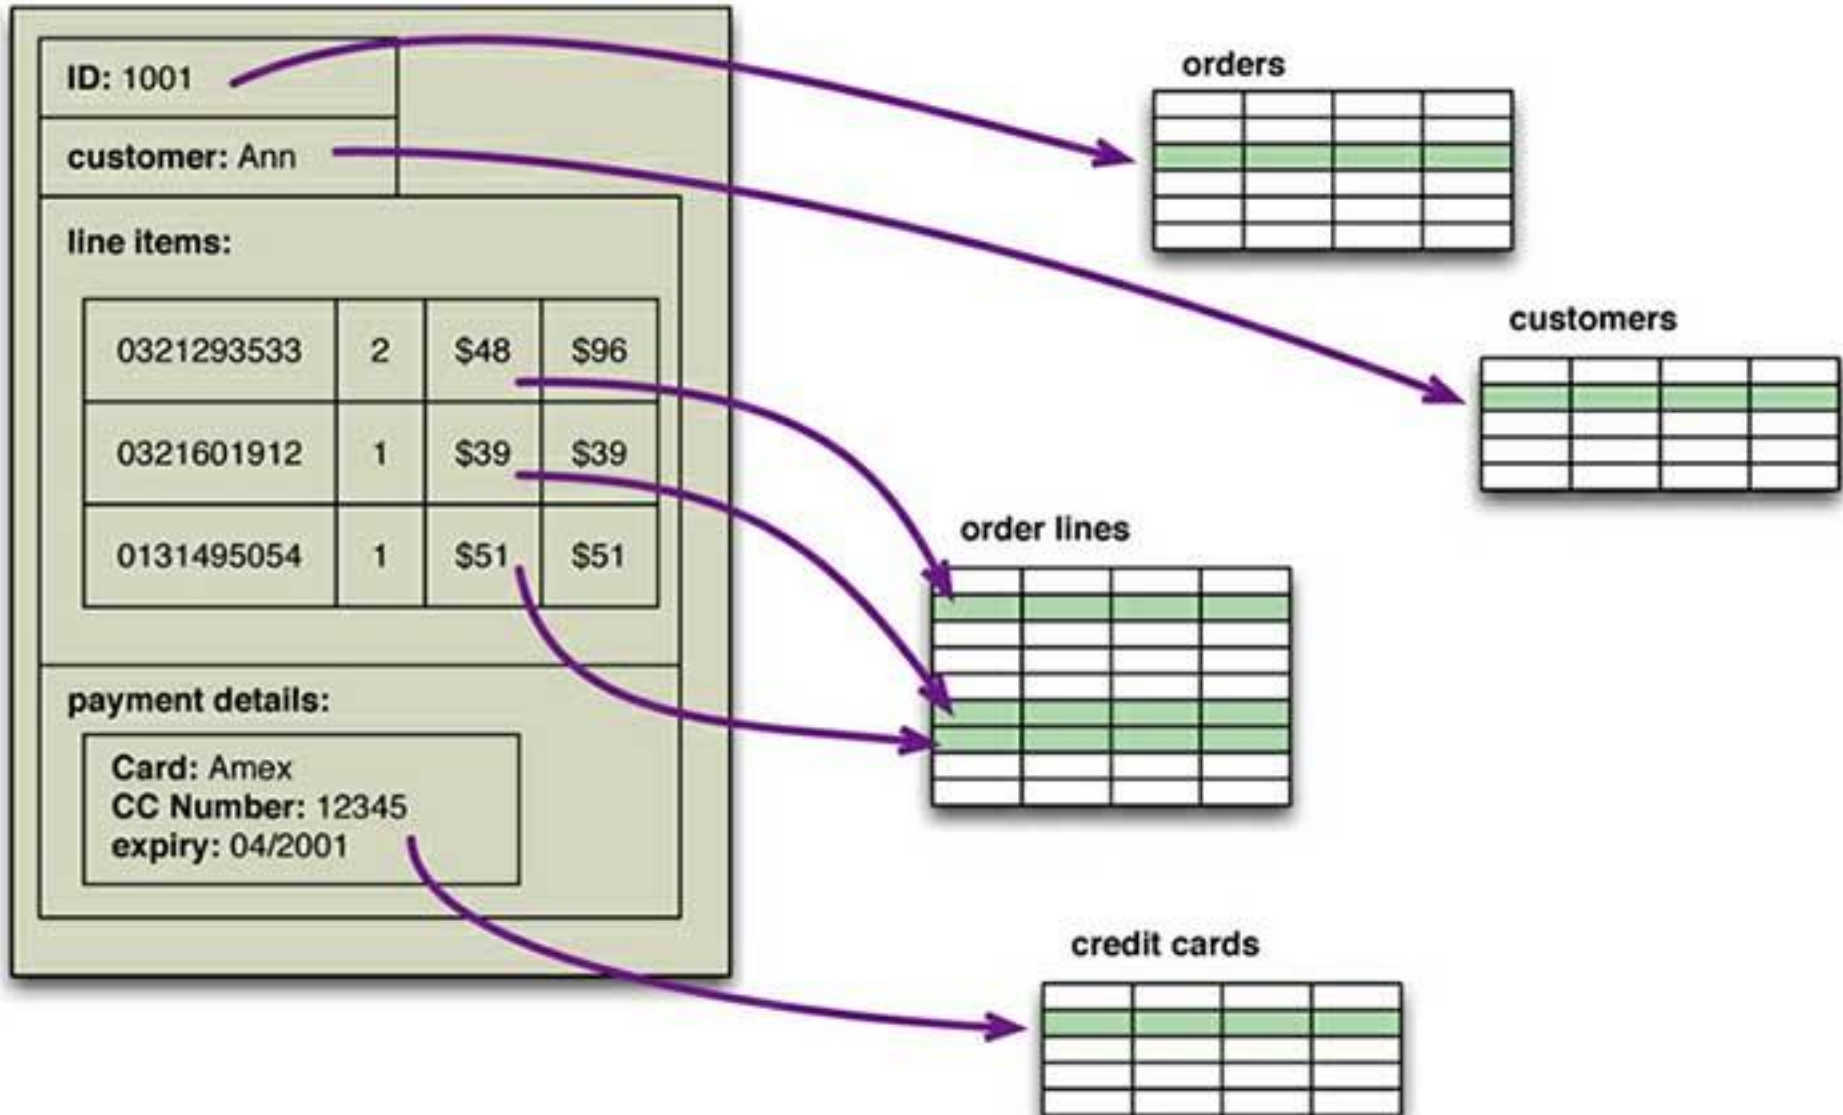 ID: 1001
customer: Ann
line items:
0321293533 2 $48 $96
0321601912 1 $39 $39
0131495054 1 $51 $51
payment details:
Card: Amex
CC Number: 12345
expiry: 04/2001
orders
customers
order lines
credit cards